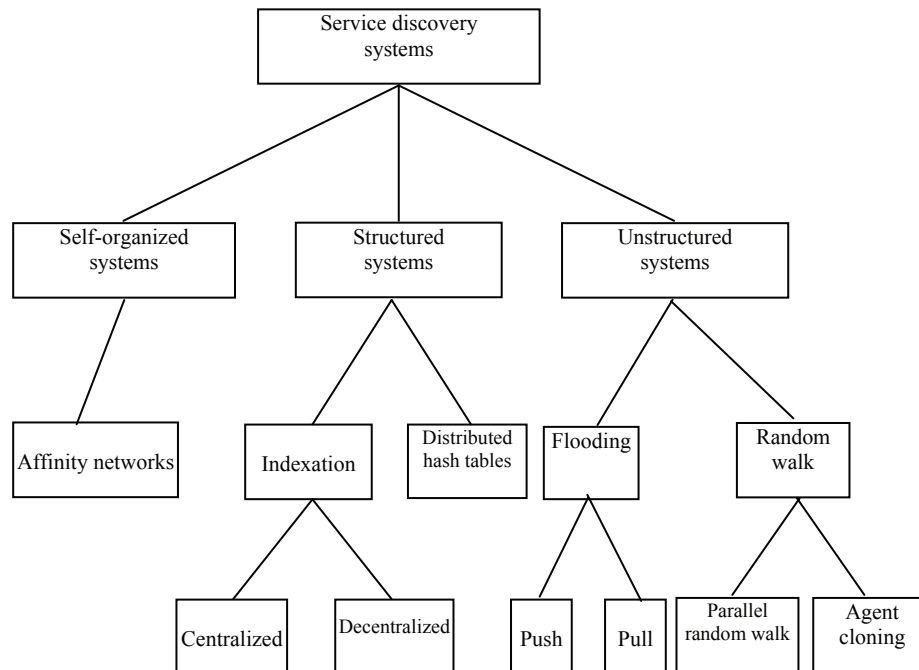 Service discovery
systems
Self-organized
systems
Structured
systems
Unstructured
systems
Affinity networks
Indexation
Distributed
hash tables
Flooding
Random
walk
Centralized
Decentralized
Push
Pull
Parallel
random walk
Agent
cloning